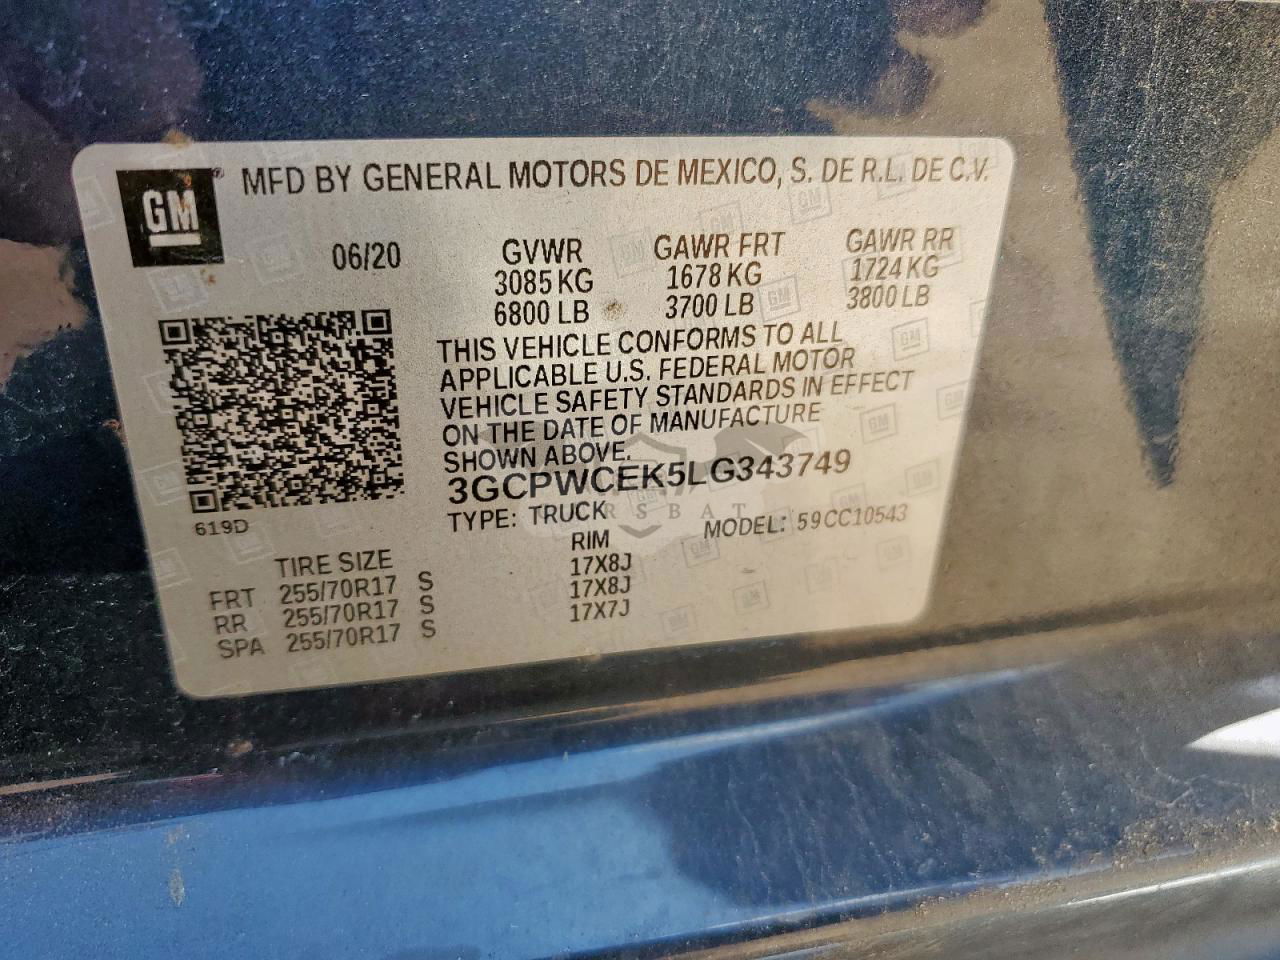 GM
MFD BY GENERAL MOTORS DE MEXICO, S. DE R.L. DE C.V.
06/20 GVWR GAWR FRT GAWR RR
3085 KG 1678 KG 1724 KG
6800 LB 3700 LB 3800 LB
THIS VEHICLE CONFORMS TO ALL
APPLICABLE U.S. FEDERAL MOTOR
VEHICLE SAFETY STANDARDS IN EFFECT
ON THE DATE OF MANUFACTURE
SHOWN ABOVE.
3GCPWCEK5LG343749
619D TYPE: TRUCK MODEL: 59CC10543
TIRE SIZE RIM
FRT 255/70R17 S 17X8J
RR 255/70R17 S 17X8J
SPA 255/70R17 S 17X7J